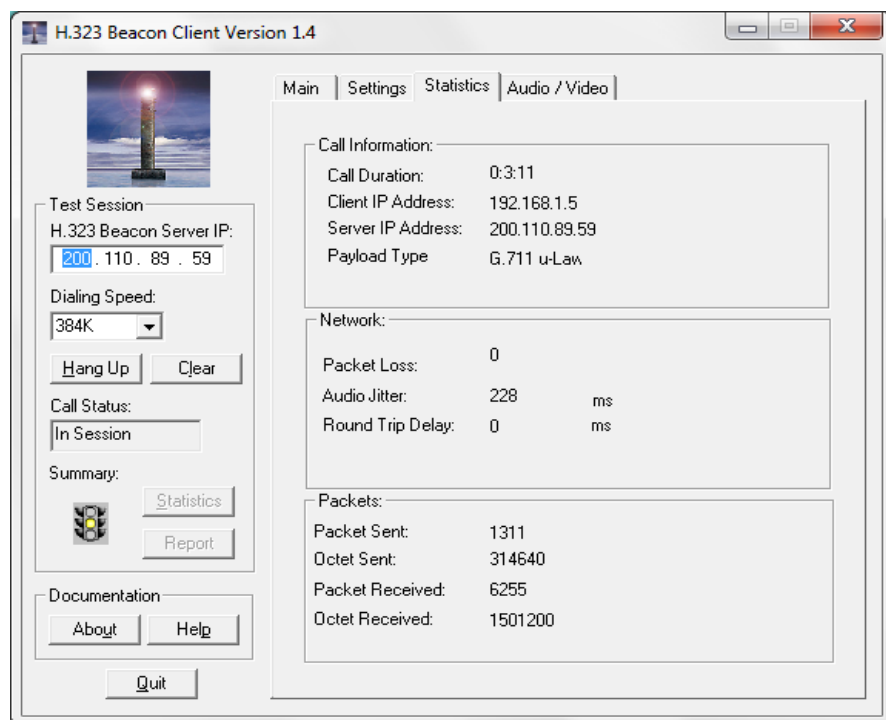 H.323 Beacon Client Version 1.4
Main Settings Statistics Audio / Video
Test Session
H.323 Beacon Server IP:
200 . 110 . 89 . 59
Dialing Speed:
384K
Hang Up Clear
Call Status:
In Session
Summary:
Statistics
Report
Documentation
About Help
Quit
Call Information:
Call Duration: 0:3:11
Client IP Address: 192.168.1.5
Server IP Address: 200.110.89.59
Payload Type G.711 u-Law
Network:
Packet Loss: 0
Audio Jitter: 228 ms
Round Trip Delay: 0 ms
Packets:
Packet Sent: 1311
Octet Sent: 314640
Packet Received: 6255
Octet Received: 1501200